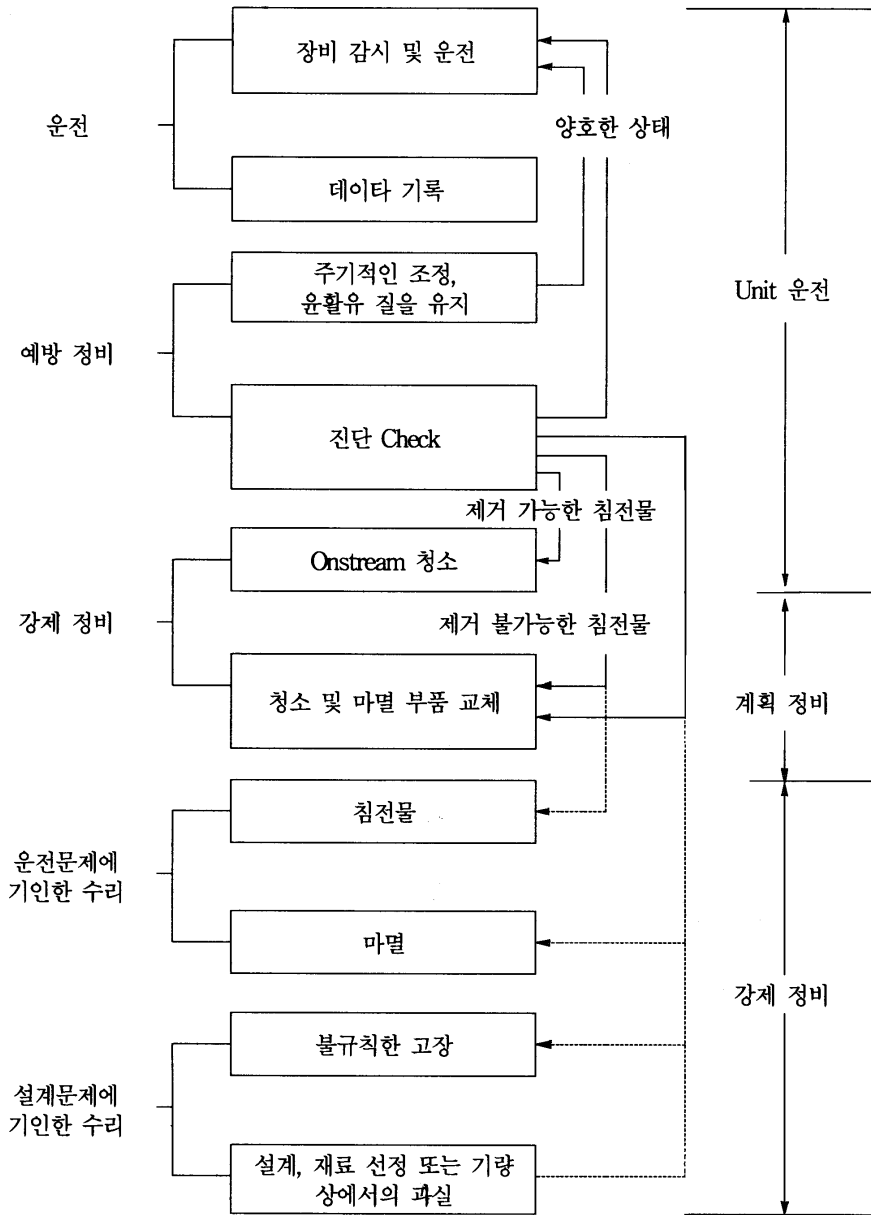 장비 감시 및 운전
운전
양호한 상태
데이타 기록
주기적인 조정,
윤활유 질을 유지
Unit 운전
예방 정비
진단 Check
제거 가능한 침전물
Onstream 청소
강제 정비
제거 불가능한 침전물
청소 및 마멸 부품 교체
계획 정비
침전물
운전문제에
기인한 수리
마멸
강제 정비
불규칙한 고장
설계문제에
기인한 수리
설계, 재료 선정 또는 기량
상에서의 과실